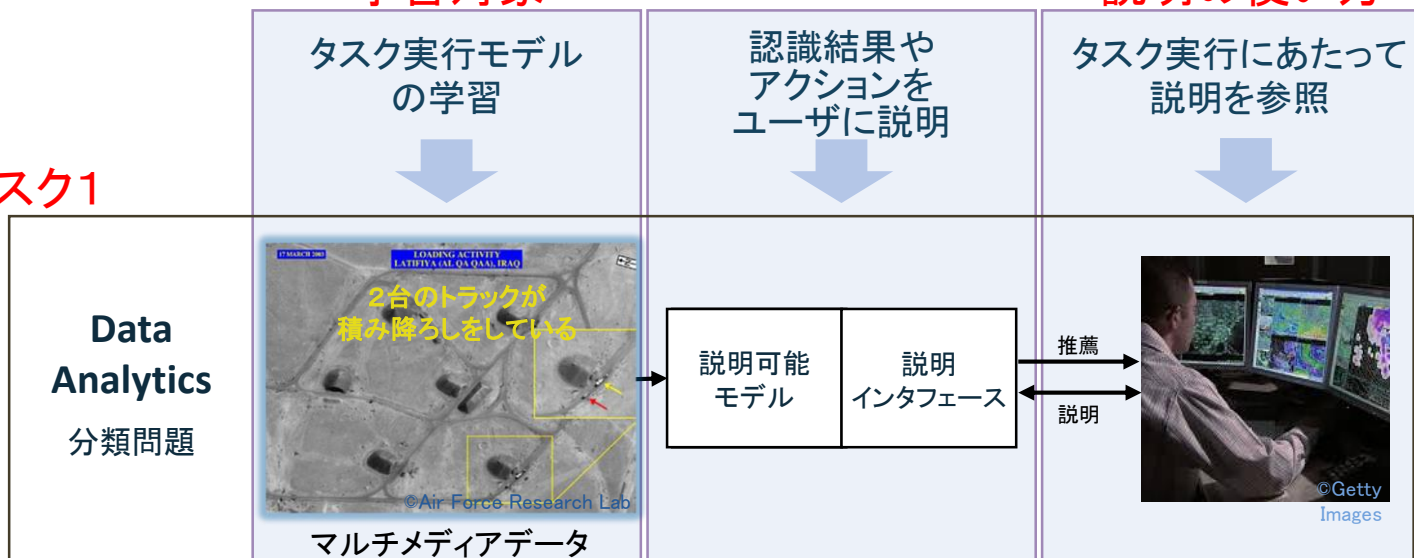 タスク実行モデル
の学習
認識結果や
アクションを
ユーザに説明
タスク実行にあたって
説明を参照
スク1
Data
Analytics
分類問題
17 MARCH 2003
LOADING ACTIVITY
LATIFIYA (AL QA QAA), IRAQ
2台のトラックが
積み降ろしをしている
©Air Force Research Lab
マルチメディアデータ
説明可能
モデル
説明
インタフェース
推薦
説明
©Getty
Images